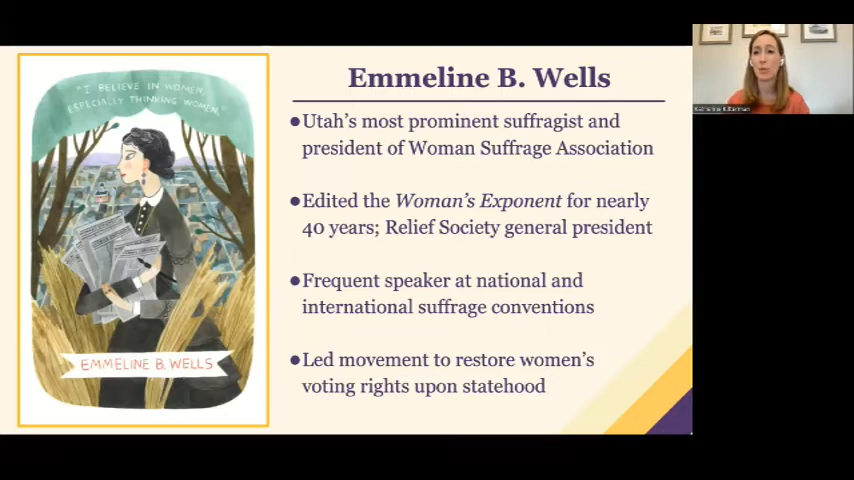 Emmeline B. Wells
"I BELIEVE IN WOMEN,
ESPECIALLY THINKING WOMEN."
EMMELINE B. WELLS
●Utah's most prominent suffragist and
president of Woman Suffrage Association
●Edited the Woman's Exponent for nearly
40 years; Relief Society general president
●Frequent speaker at national and
international suffrage conventions
●Led movement to restore women's
voting rights upon statehood